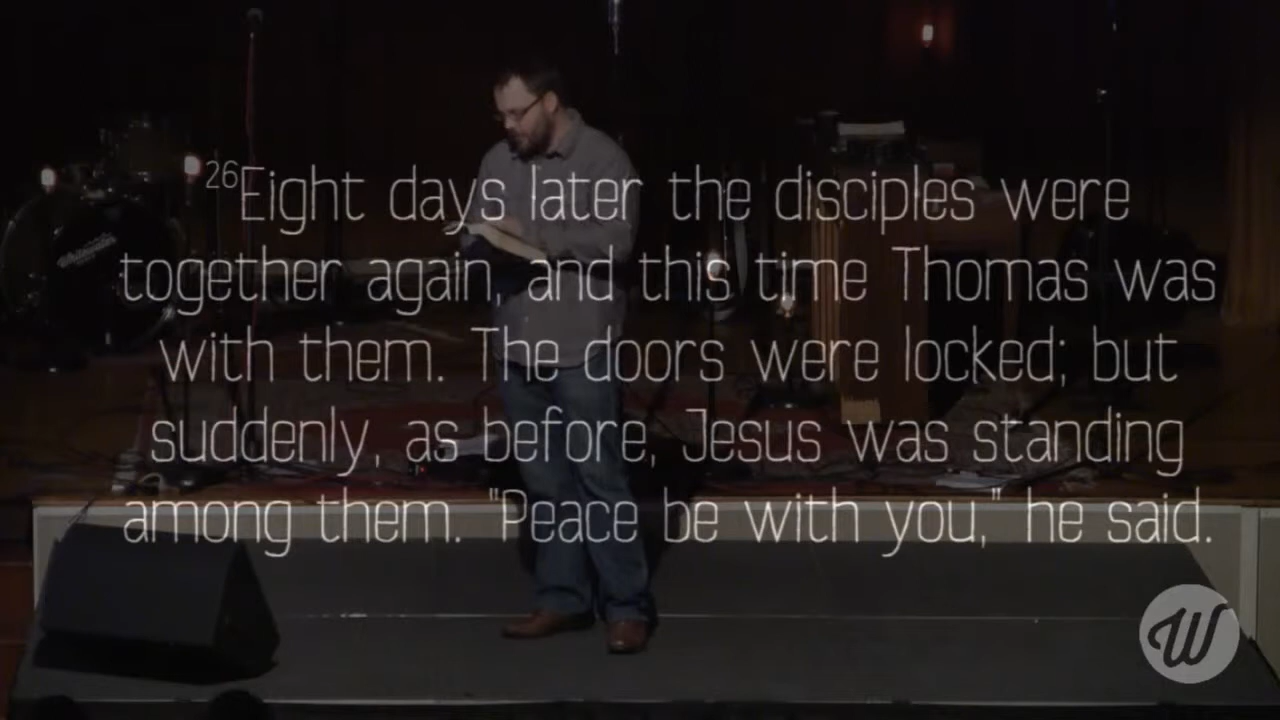 26Eight days later the disciples were
together again, and this time Thomas was
with them. The doors were locked; but
suddenly, as before, Jesus was standing
among them. "Peace be with you," he said.
W